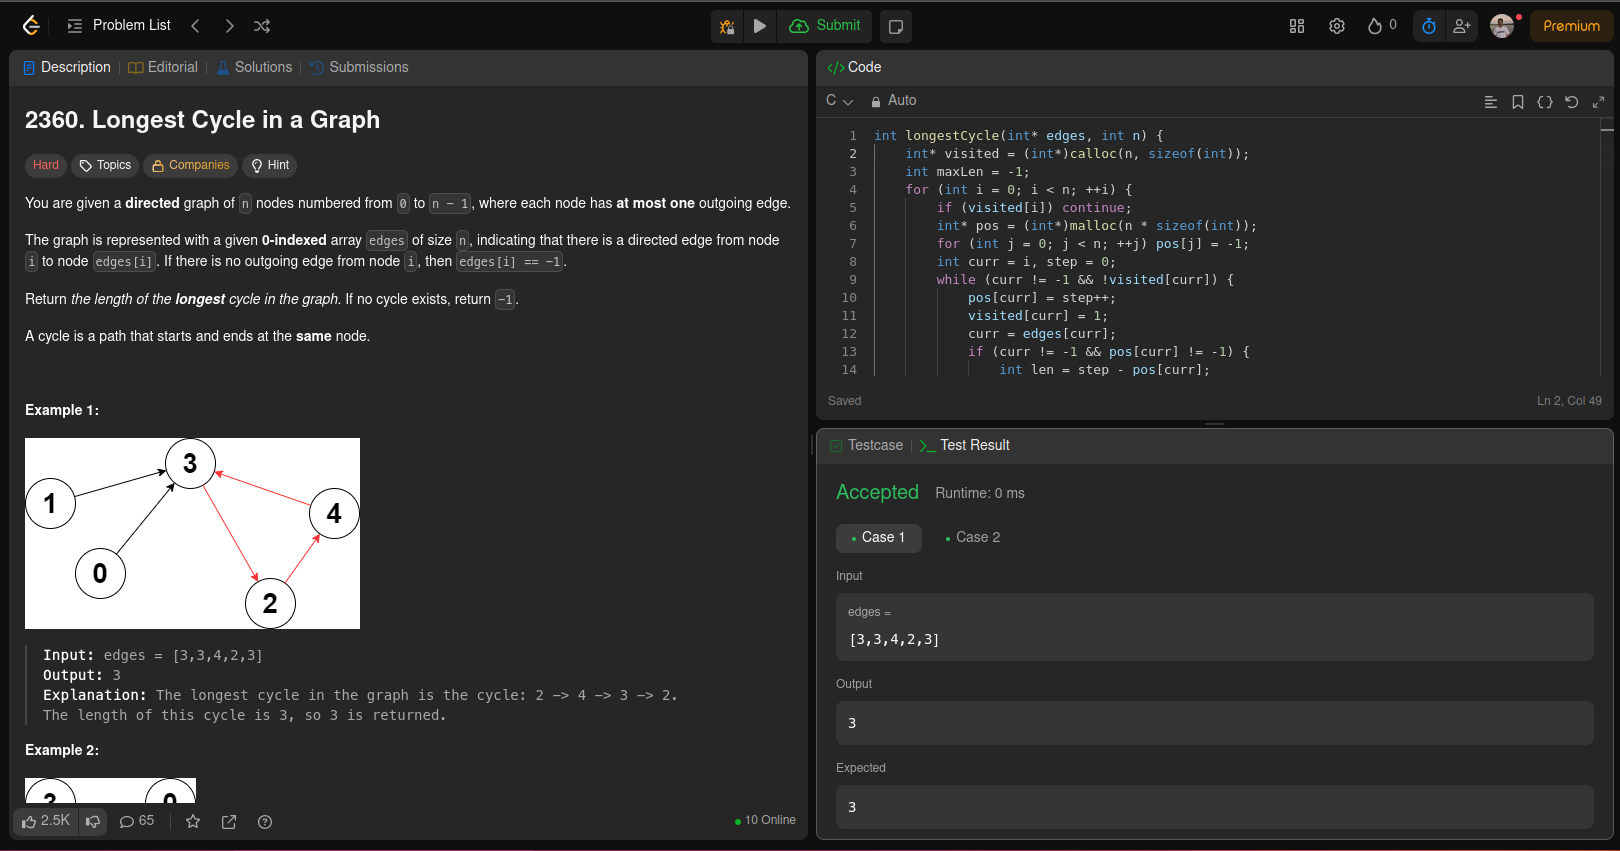 Problem List
Submit
0
Premium
Description
Editorial
Solutions
Submissions
2360. Longest Cycle in a Graph
Hard
Topics
Companies
Hint
You are given a directed graph of n nodes numbered from 0 to n - 1, where each node has at most one outgoing edge.
The graph is represented with a given 0-indexed array edges of size n, indicating that there is a directed edge from node
i to node edges[i]. If there is no outgoing edge from node i, then edges[i] == -1.
Return the length of the longest cycle in the graph. If no cycle exists, return -1.
A cycle is a path that starts and ends at the same node.
Example 1:
3
1
4
0
2
Input: edges = [3,3,4,2,3]
Output: 3
Explanation: The longest cycle in the graph is the cycle: 2 -> 4 -> 3 -> 2.
The length of this cycle is 3, so 3 is returned.
Example 2:
2.5K
65
10 Online
</> Code
C
Auto
1 int longestCycle(int* edges, int n) {
2 int* visited = (int*)calloc(n, sizeof(int));
3 int maxLen = -1;
4 for (int i = 0; i < n; ++i) {
5 if (visited[i]) continue;
6 int* pos = (int*)malloc(n * sizeof(int));
7 for (int j = 0; j < n; ++j) pos[j] = -1;
8 int curr = i, step = 0;
9 while (curr != -1 && !visited[curr]) {
10 pos[curr] = step++;
11 visited[curr] = 1;
12 curr = edges[curr];
13 if (curr != -1 && pos[curr] != -1) {
14 int len = step - pos[curr];
Saved
Ln 2, Col 49
Testcase
>_ Test Result
Accepted
Runtime: 0 ms
Case 1
Case 2
Input
edges =
[3,3,4,2,3]
Output
3
Expected
3